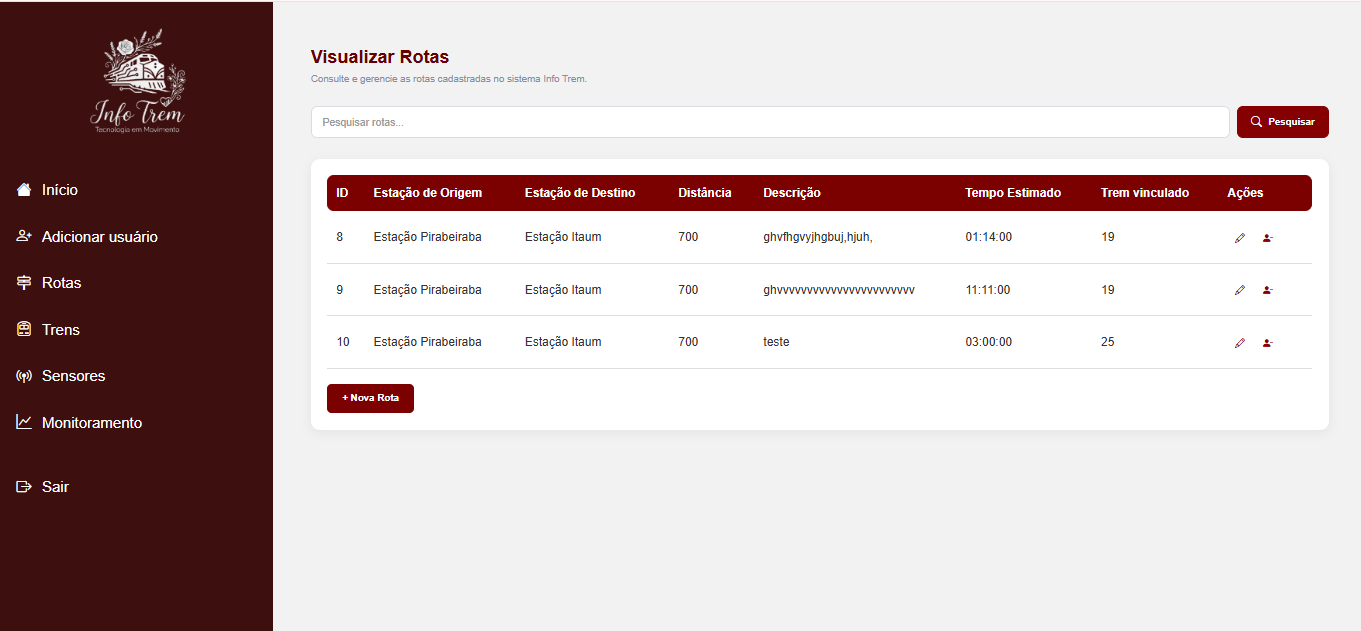 Info Trem
Tecnologia em Movimento
Início
Adicionar usuário
Rotas
Trens
Sensores
Monitoramento
Sair
Visualizar Rotas
Consulte e gerencie as rotas cadastradas no sistema Info Trem.
Pesquisar rotas...
Pesquisar
ID Estação de Origem Estação de Destino Distância Descrição Tempo Estimado Trem vinculado Ações
8 Estação Pirabeiraba Estação Itaum 700 ghvfhgvyjhgbuj,hjuh, 01:14:00 19
9 Estação Pirabeiraba Estação Itaum 700 ghvvvvvvvvvvvvvvvvvvvvvvv 11:11:00 19
10 Estação Pirabeiraba Estação Itaum 700 teste 03:00:00 25
+ Nova Rota